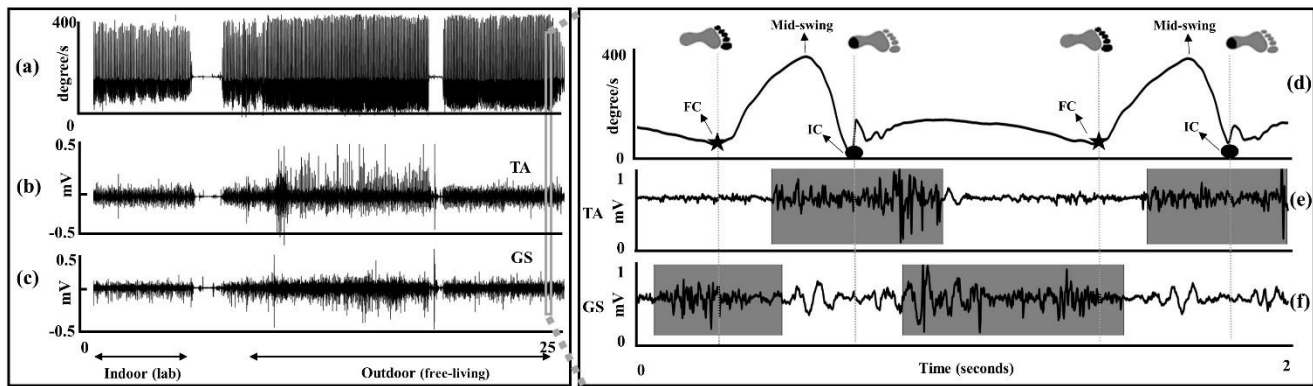 400
(a)
degree/s
0
0.5
(b)
mV
TA
-0.5
0.5
GS
(c)
mV
-0.5
0
25
Indoor (lab)
Outdoor (free-living)
Mid-swing
Mid-swing
400
(d)
degree/s
FC
FC
IC
IC
0
1
TA
mV
(e)
0
1
GS
mV
(f)
0
0
Time (seconds)
2